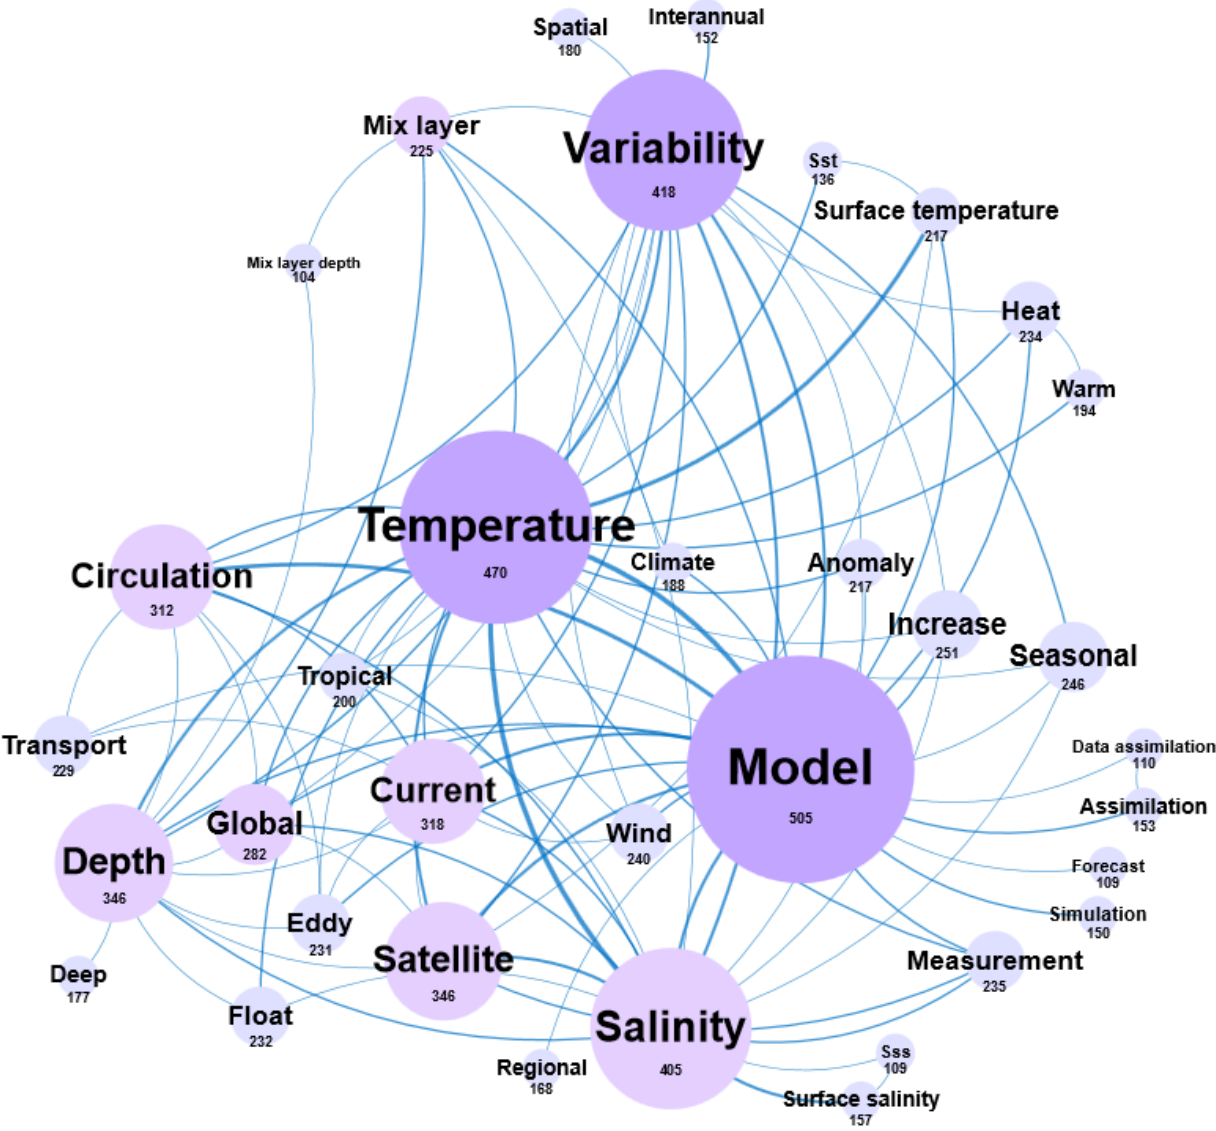 Interannual
152
Spatial
180
Mix layer
225
Variability
418
Sst
136
Surface temperature
217
Mix layer depth
104
Heat
234
Warm
194
Temperature
470
Climate
188
Anomaly
217
Circulation
312
Increase
251
Seasonal
246
Tropical
200
Transport
229
Data assimilation
110
Model
505
Current
318
Assimilation
153
Global
282
Wind
240
Depth
346
Forecast
109
Simulation
150
Eddy
231
Satellite
346
Measurement
235
Deep
177
Float
232
Salinity
405
Sss
109
Regional
168
Surface salinity
157